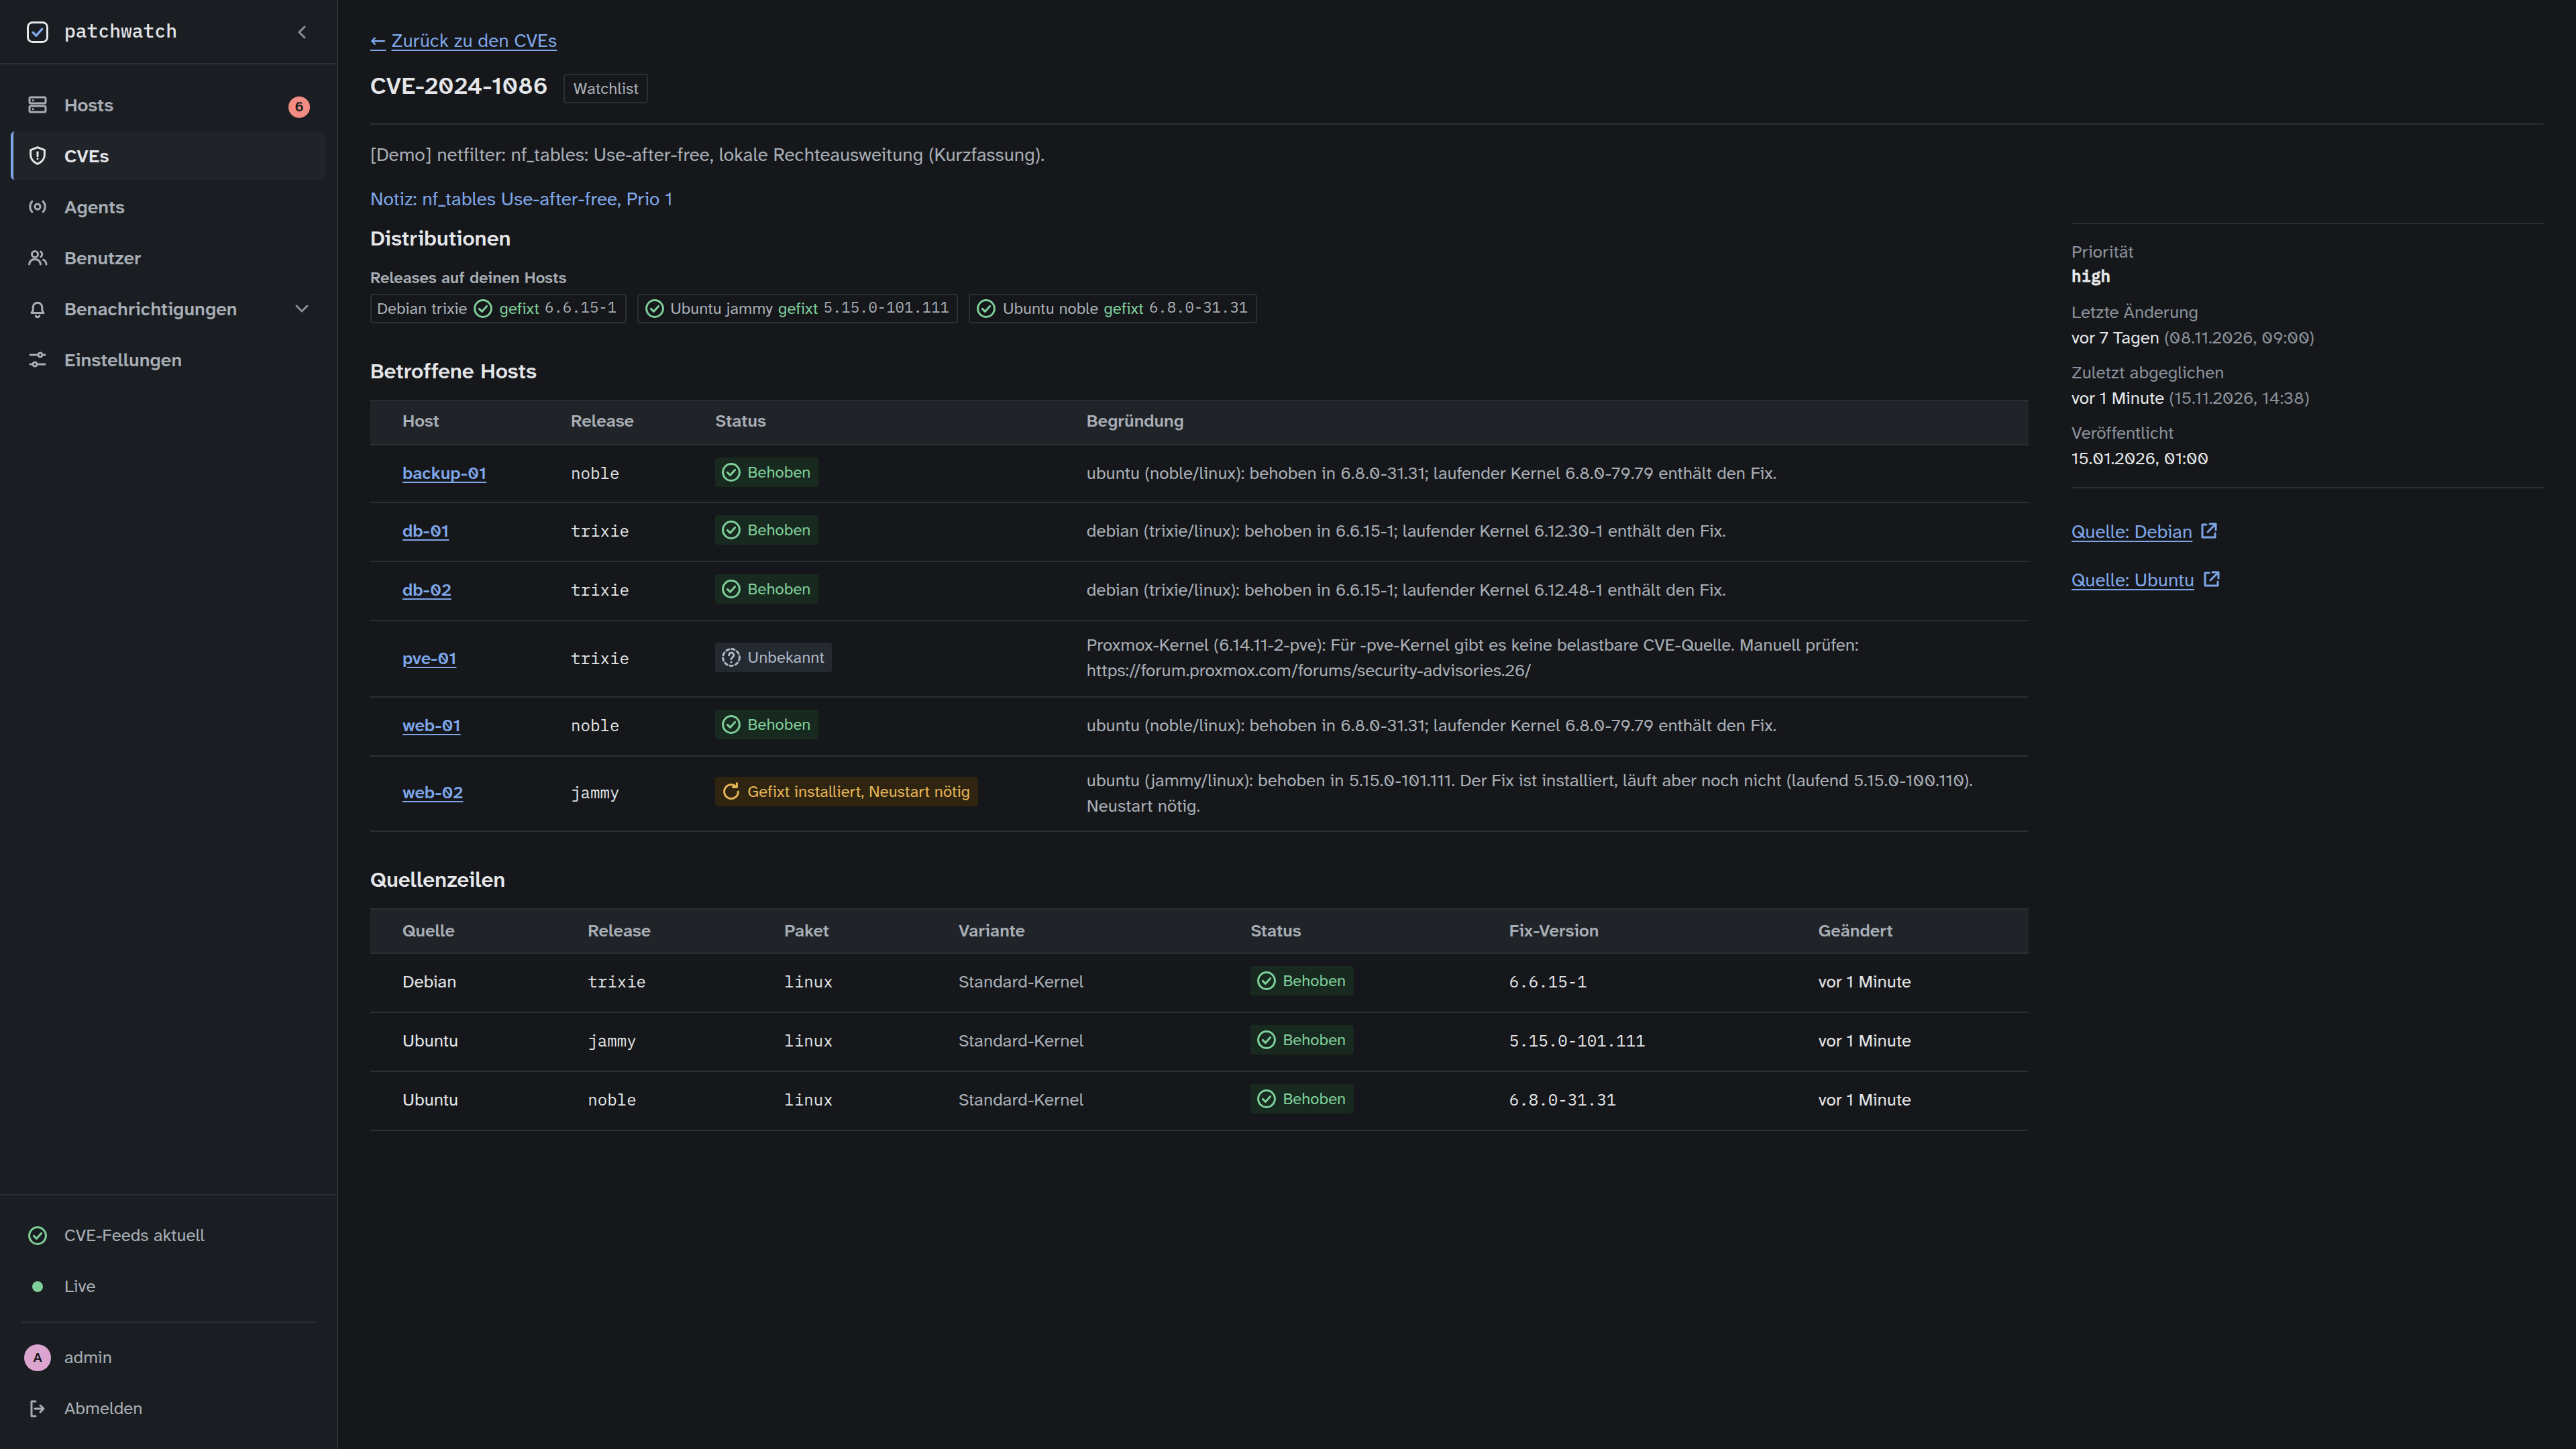 patchwatch
Hosts 6
CVEs
Agents
Benutzer
Benachrichtigungen
Einstellungen
CVE-Feeds aktuell
Live
A admin
Abmelden
← Zurück zu den CVEs
CVE-2024-1086 Watchlist
[Demo] netfilter: nf_tables: Use-after-free, lokale Rechteausweitung (Kurzfassung).
Notiz: nf_tables Use-after-free, Prio 1
Distributionen
Releases auf deinen Hosts
Debian trixie gefixt 6.6.15-1 Ubuntu jammy gefixt 5.15.0-101.111 Ubuntu noble gefixt 6.8.0-31.31
Betroffene Hosts
Host Release Status Begründung
backup-01 noble Behoben ubuntu (noble/linux): behoben in 6.8.0-31.31; laufender Kernel 6.8.0-79.79 enthält den Fix.
db-01 trixie Behoben debian (trixie/linux): behoben in 6.6.15-1; laufender Kernel 6.12.30-1 enthält den Fix.
db-02 trixie Behoben debian (trixie/linux): behoben in 6.6.15-1; laufender Kernel 6.12.48-1 enthält den Fix.
pve-01 trixie Unbekannt Proxmox-Kernel (6.14.11-2-pve): Für -pve-Kernel gibt es keine belastbare CVE-Quelle. Manuell prüfen:
https://forum.proxmox.com/forums/security-advisories.26/
web-01 noble Behoben ubuntu (noble/linux): behoben in 6.8.0-31.31; laufender Kernel 6.8.0-79.79 enthält den Fix.
web-02 jammy Gefixt installiert, Neustart nötig ubuntu (jammy/linux): behoben in 5.15.0-101.111. Der Fix ist installiert, läuft aber noch nicht (laufend 5.15.0-100.110).
Neustart nötig.
Quellenzeilen
Quelle Release Paket Variante Status Fix-Version Geändert
Debian trixie linux Standard-Kernel Behoben 6.6.15-1 vor 1 Minute
Ubuntu jammy linux Standard-Kernel Behoben 5.15.0-101.111 vor 1 Minute
Ubuntu noble linux Standard-Kernel Behoben 6.8.0-31.31 vor 1 Minute
Priorität
high
Letzte Änderung
vor 7 Tagen (08.11.2026, 09:00)
Zuletzt abgeglichen
vor 1 Minute (15.11.2026, 14:38)
Veröffentlicht
15.01.2026, 01:00
Quelle: Debian
Quelle: Ubuntu